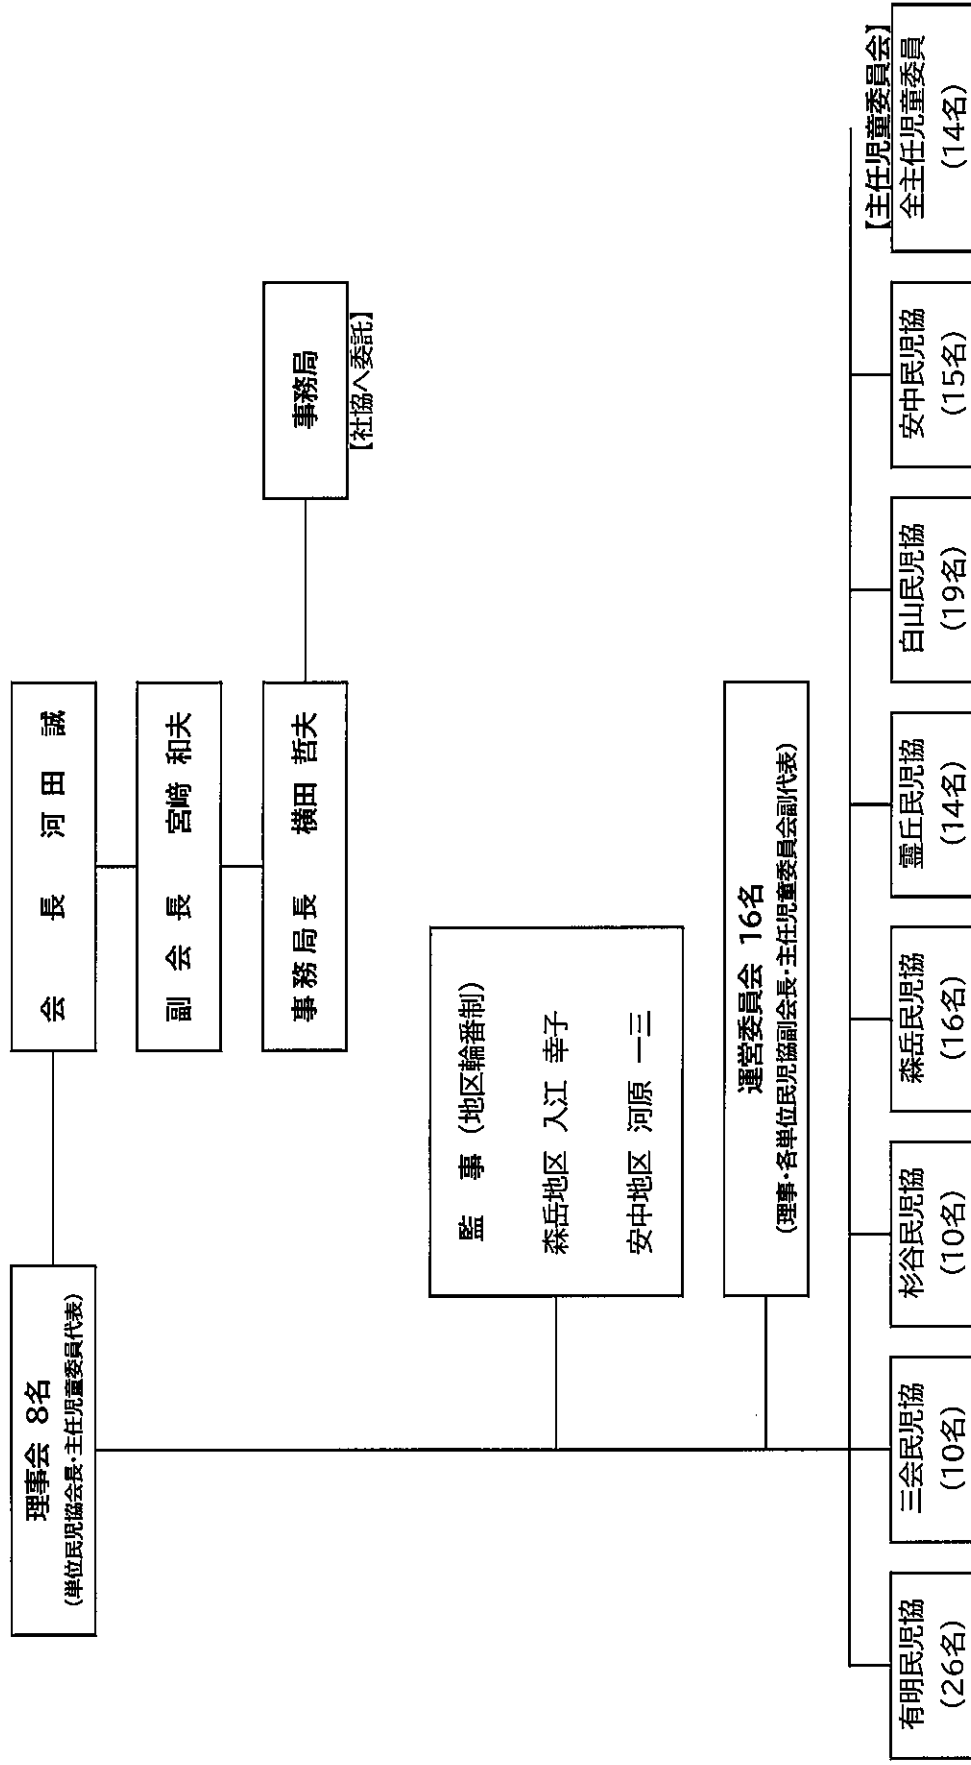 理事会 8名
(単位民児協会長・主任児童委員代表)
会 長 河田 誠
副会長 宮﨑 和夫
事務局長 横田 哲夫
事務局
【社協へ委託】
監 事 (地区輪番制)
森岳地区 入江 幸子
安中地区 河原 一三
運営委員会 16名
(理事・各単位民児協副会長・主任児童委員会副代表)
有明民児協
(26名)
三会民児協
(10名)
杉谷民児協
(10名)
森岳民児協
(16名)
霊丘民児協
(14名)
白山民児協
(19名)
安中民児協
(15名)
【主任児童委員会】
全主任児童委員
(14名)